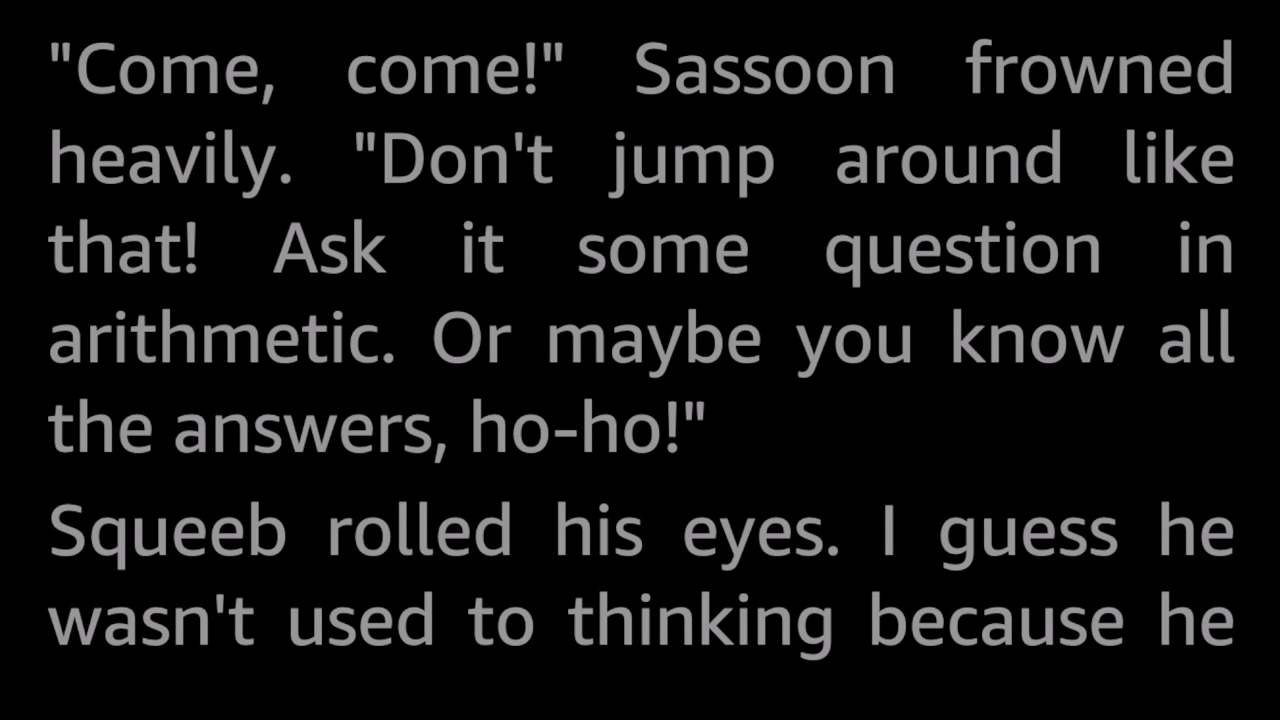 "Come, come!" Sassoon frowned
heavily. "Don't jump around like
that! Ask it some question in
arithmetic. Or maybe you know all
the answers, ho-ho!"
Squeeb rolled his eyes. I guess he
wasn't used to thinking because he